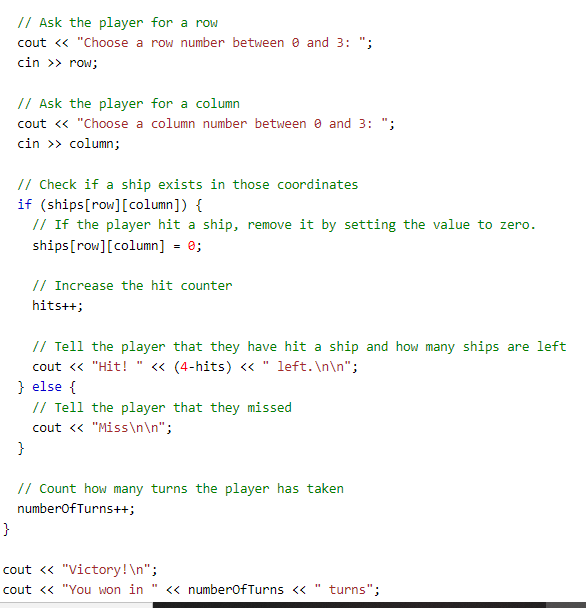 // Ask the player for a row
cout << "Choose a row number between 0 and 3: ";
cin >> row;
// Ask the player for a column
cout << "Choose a column number between 0 and 3: ";
cin >> column;
// Check if a ship exists in those coordinates
if (ships[row][column]) {
// If the player hit a ship, remove it by setting the value to zero.
ships[row][column] = 0;
// Increase the hit counter
hits++;
// Tell the player that they have hit a ship and how many ships are left
cout << "Hit! " << (4-hits) << " left.\n\n";
} else {
// Tell the player that they missed
cout << "Miss\n\n";
}
// Count how many turns the player has taken
numberOfTurns++;
}
cout << "Victory!\n";
cout << "You won in " << numberOfTurns << " turns";